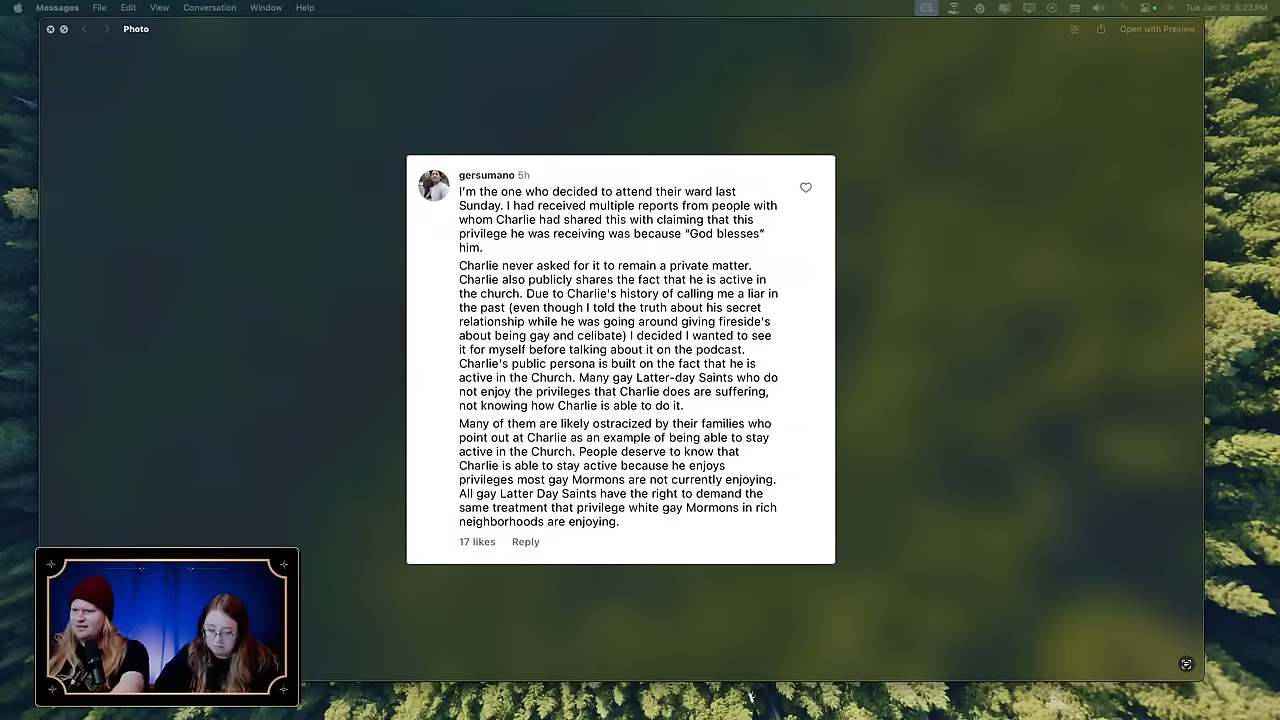 Messages File Edit View Conversation Window Help Tue Jan 30 8:23 PM
Photo Open with Preview
gersumano 5h
I'm the one who decided to attend their ward last
Sunday. I had received multiple reports from people with
whom Charlie had shared this with claiming that this
privilege he was receiving was because “God blesses”
him.
Charlie never asked for it to remain a private matter.
Charlie also publicly shares the fact that he is active in
the church. Due to Charlie's history of calling me a liar in
the past (even though I told the truth about his secret
relationship while he was going around giving fireside's
about being gay and celibate) I decided I wanted to see
it for myself before talking about it on the podcast.
Charlie's public persona is built on the fact that he is
active in the Church. Many gay Latter-day Saints who do
not enjoy the privileges that Charlie does are suffering,
not knowing how Charlie is able to do it.
Many of them are likely ostracized by their families who
point out at Charlie as an example of being able to stay
active in the Church. People deserve to know that
Charlie is able to stay active because he enjoys
privileges most gay Mormons are not currently enjoying.
All gay Latter Day Saints have the right to demand the
same treatment that privilege white gay Mormons in rich
neighborhoods are enjoying.
17 likes Reply